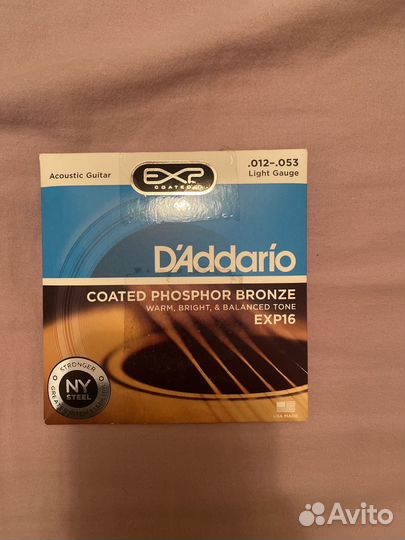 Acoustic Guitar
EXP
COATED
.012–.053
Light Gauge
D'Addario
COATED PHOSPHOR BRONZE
WARM, BRIGHT, & BALANCED TONE
EXP16
STRONGER
NY
STEEL
USA MADE
Avito